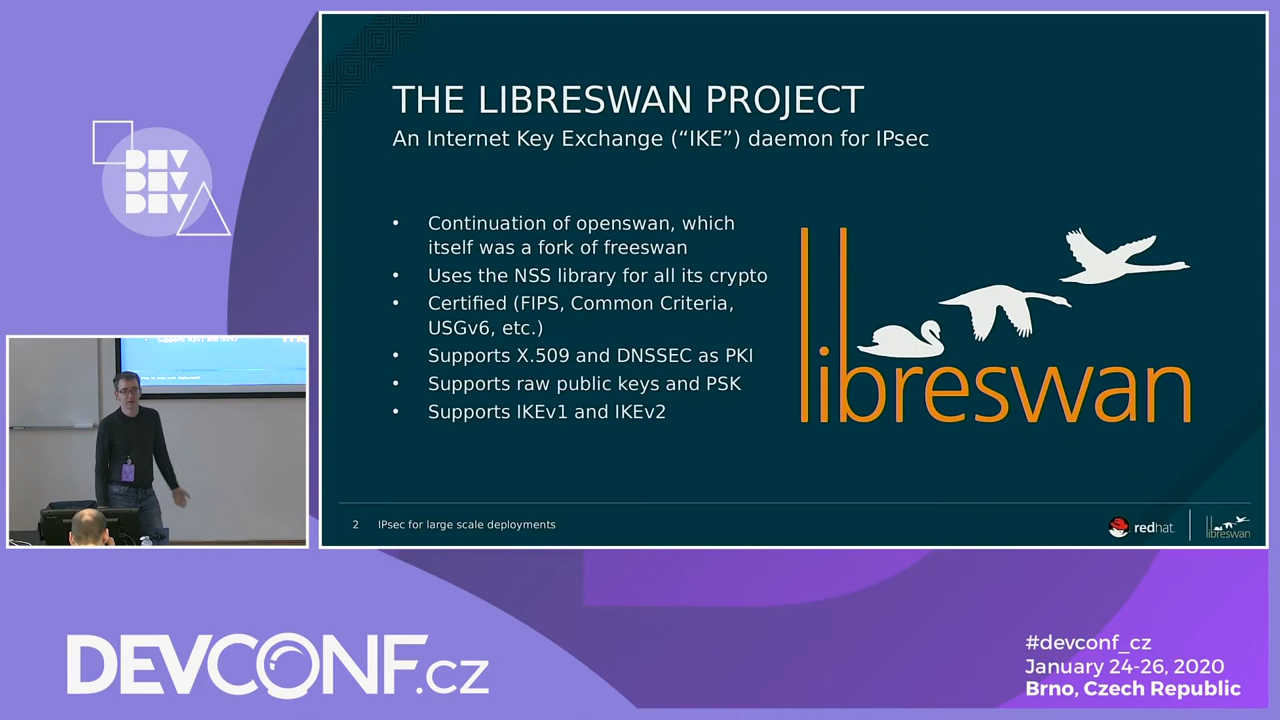 DEV
DEV
DEV
THE LIBRESWAN PROJECT
An Internet Key Exchange (“IKE”) daemon for IPsec
• Continuation of openswan, which
itself was a fork of freeswan
• Uses the NSS library for all its crypto
• Certified (FIPS, Common Criteria,
USGv6, etc.)
• Supports X.509 and DNSSEC as PKI
• Supports raw public keys and PSK
• Supports IKEv1 and IKEv2
libreswan
2 IPsec for large scale deployments
redhat.
libreswan
DEVCONF.cz
#devconf_cz
January 24-26, 2020
Brno, Czech Republic